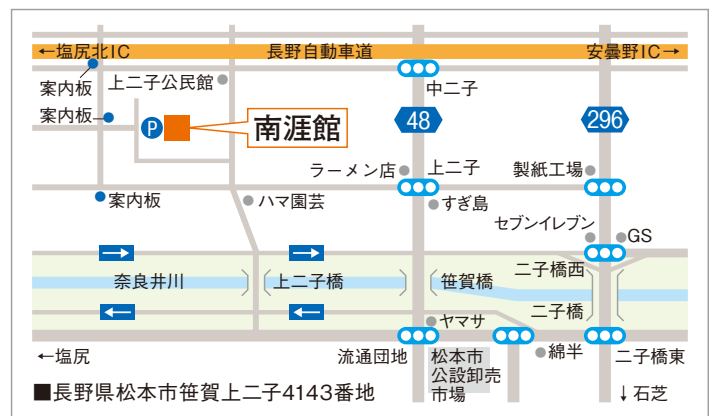 ←塩尻北IC
長野自動車道
安曇野IC→
案内板
上二子公民館
中二子
案内板
P
南涯館
48
296
ラーメン店
上二子
製紙工場
案内板
ハマ園芸
すぎ島
セブンイレブン
GS
奈良井川
上二子橋
笹賀橋
二子橋西
二子橋
ヤマサ
←塩尻
流通団地
松本市
公設卸売
市場
綿半
二子橋東
■長野県松本市笹賀上二子4143番地
↓石芝